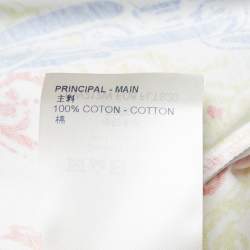 PRINCIPAL - MAIN
主料
100% COTON - COTTON
棉